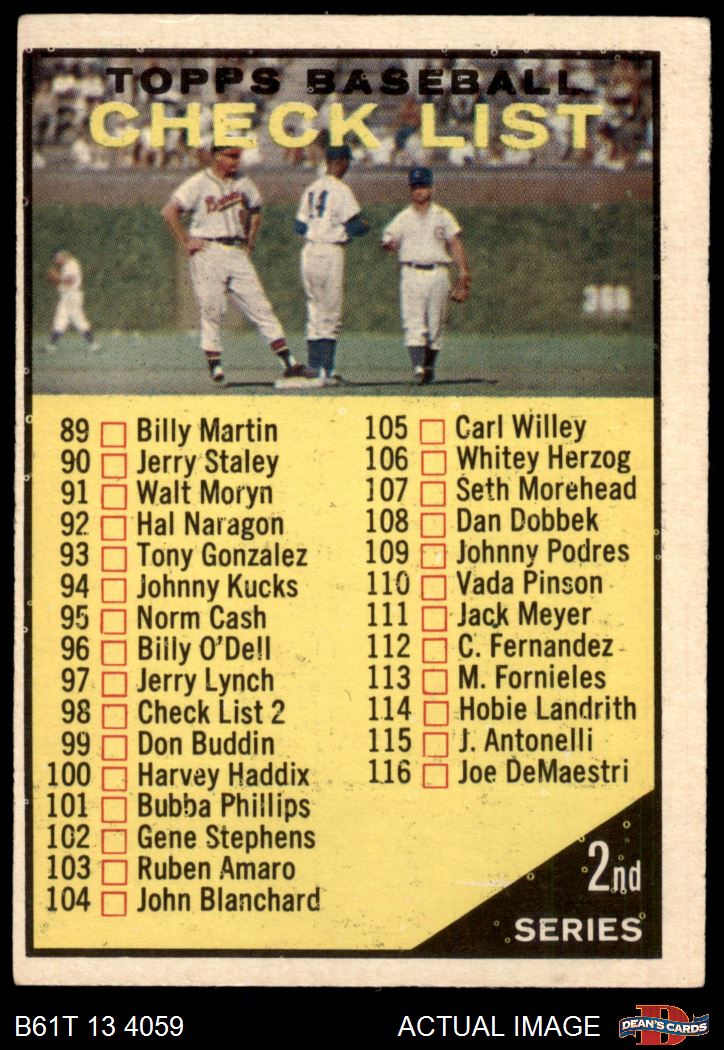 TOPPS BASEBALL
CHECK LIST
Braves
14
368
89 Billy Martin
90 Jerry Staley
91 Walt Moryn
92 Hal Naragon
93 Tony Gonzalez
94 Johnny Kucks
95 Norm Cash
96 Billy O'Dell
97 Jerry Lynch
98 Check List 2
99 Don Buddin
100 Harvey Haddix
101 Bubba Phillips
102 Gene Stephens
103 Ruben Amaro
104 John Blanchard
105 Carl Willey
106 Whitey Herzog
107 Seth Morehead
108 Dan Dobbek
109 Johnny Podres
110 Vada Pinson
111 Jack Meyer
112 C. Fernandez
113 M. Fornieles
114 Hobie Landrith
115 J. Antonelli
116 Joe DeMaestri
2nd
SERIES
B61T 13 4059
ACTUAL IMAGE
D
DEAN'S CARDS